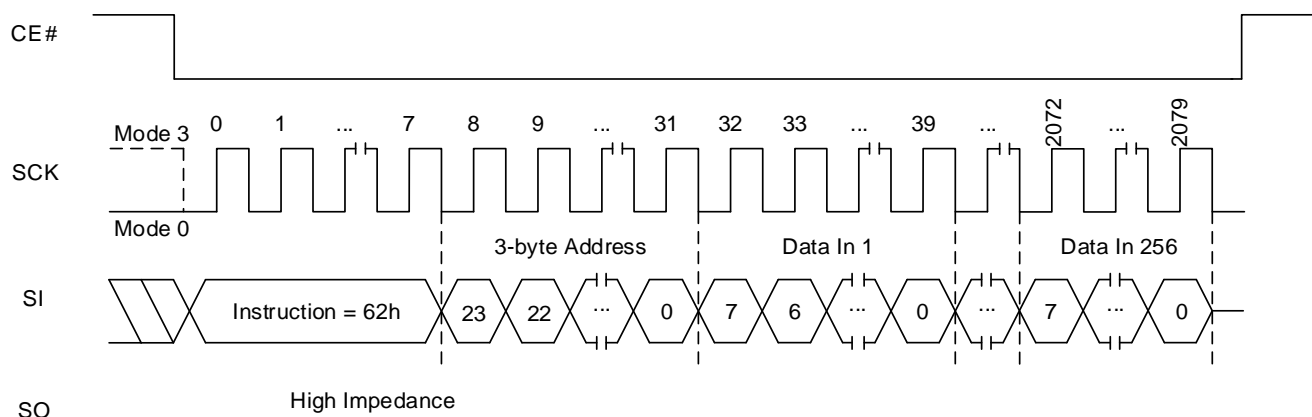 CE#
Mode 3 0 1 ... 7 8 9 ... 31 32 33 ... 39 ... 2072 ... 2079
SCK
Mode 0
3-byte Address Data In 1 Data In 256
SI Instruction = 62h 23 22 ... 0 7 6 ... 0 ... 7 ... 0
SO High Impedance